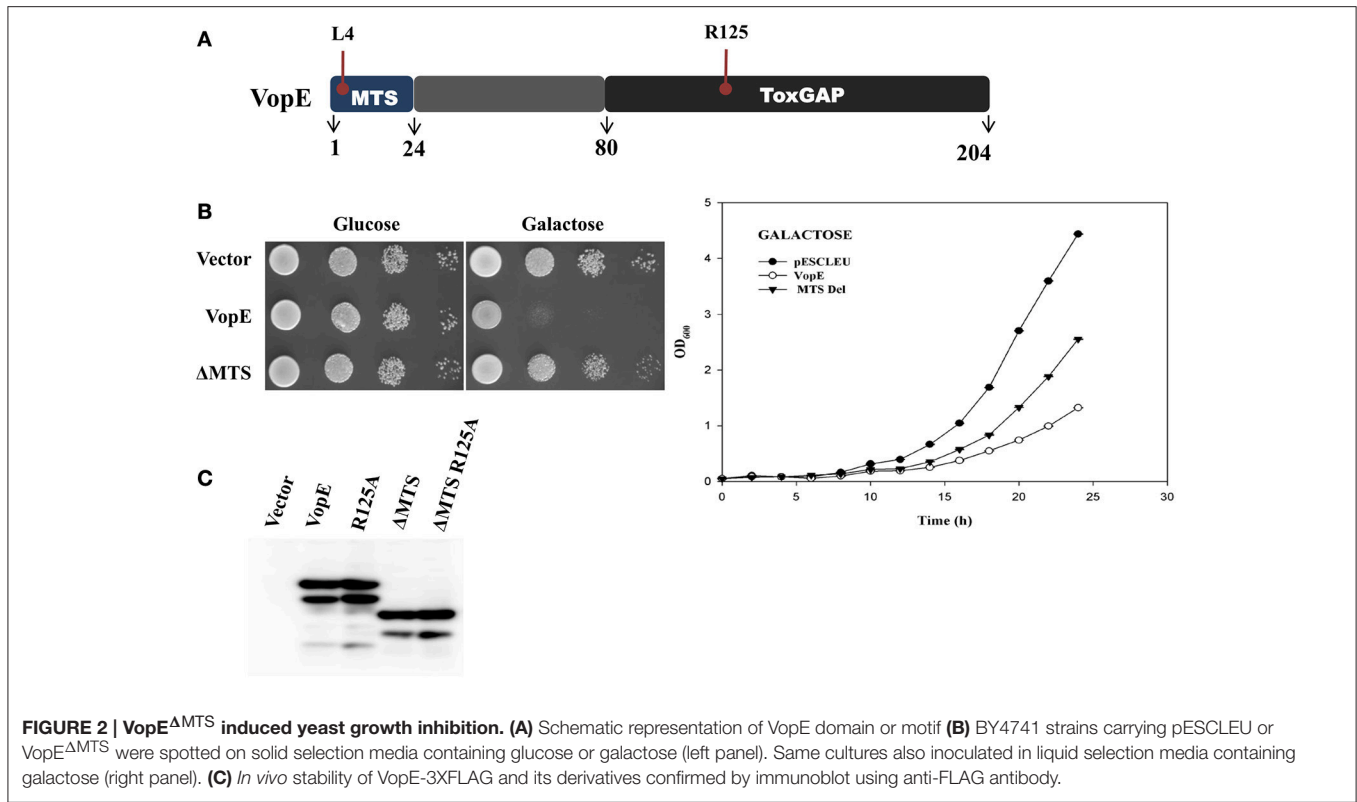 A
L4
R125
VopE
MTS
ToxGAP
1
24
80
204
B
Glucose
Galactose
Vector
VopE
ΔMTS
5
4
3
2
1
0
OD600
GALACTOSE
pESCLEU
VopE
MTS Del
0
5
10
15
20
25
30
Time (h)
C
Vector
VopE
R125A
ΔMTS
ΔMTS R125A
FIGURE 2 | VopEΔMTS induced yeast growth inhibition. (A) Schematic representation of VopE domain or motif (B) BY4741 strains carrying pESCLEU or
VopEΔMTS were spotted on solid selection media containing glucose or galactose (left panel). Same cultures also inoculated in liquid selection media containing
galactose (right panel). (C) In vivo stability of VopE-3XFLAG and its derivatives confirmed by immunoblot using anti-FLAG antibody.